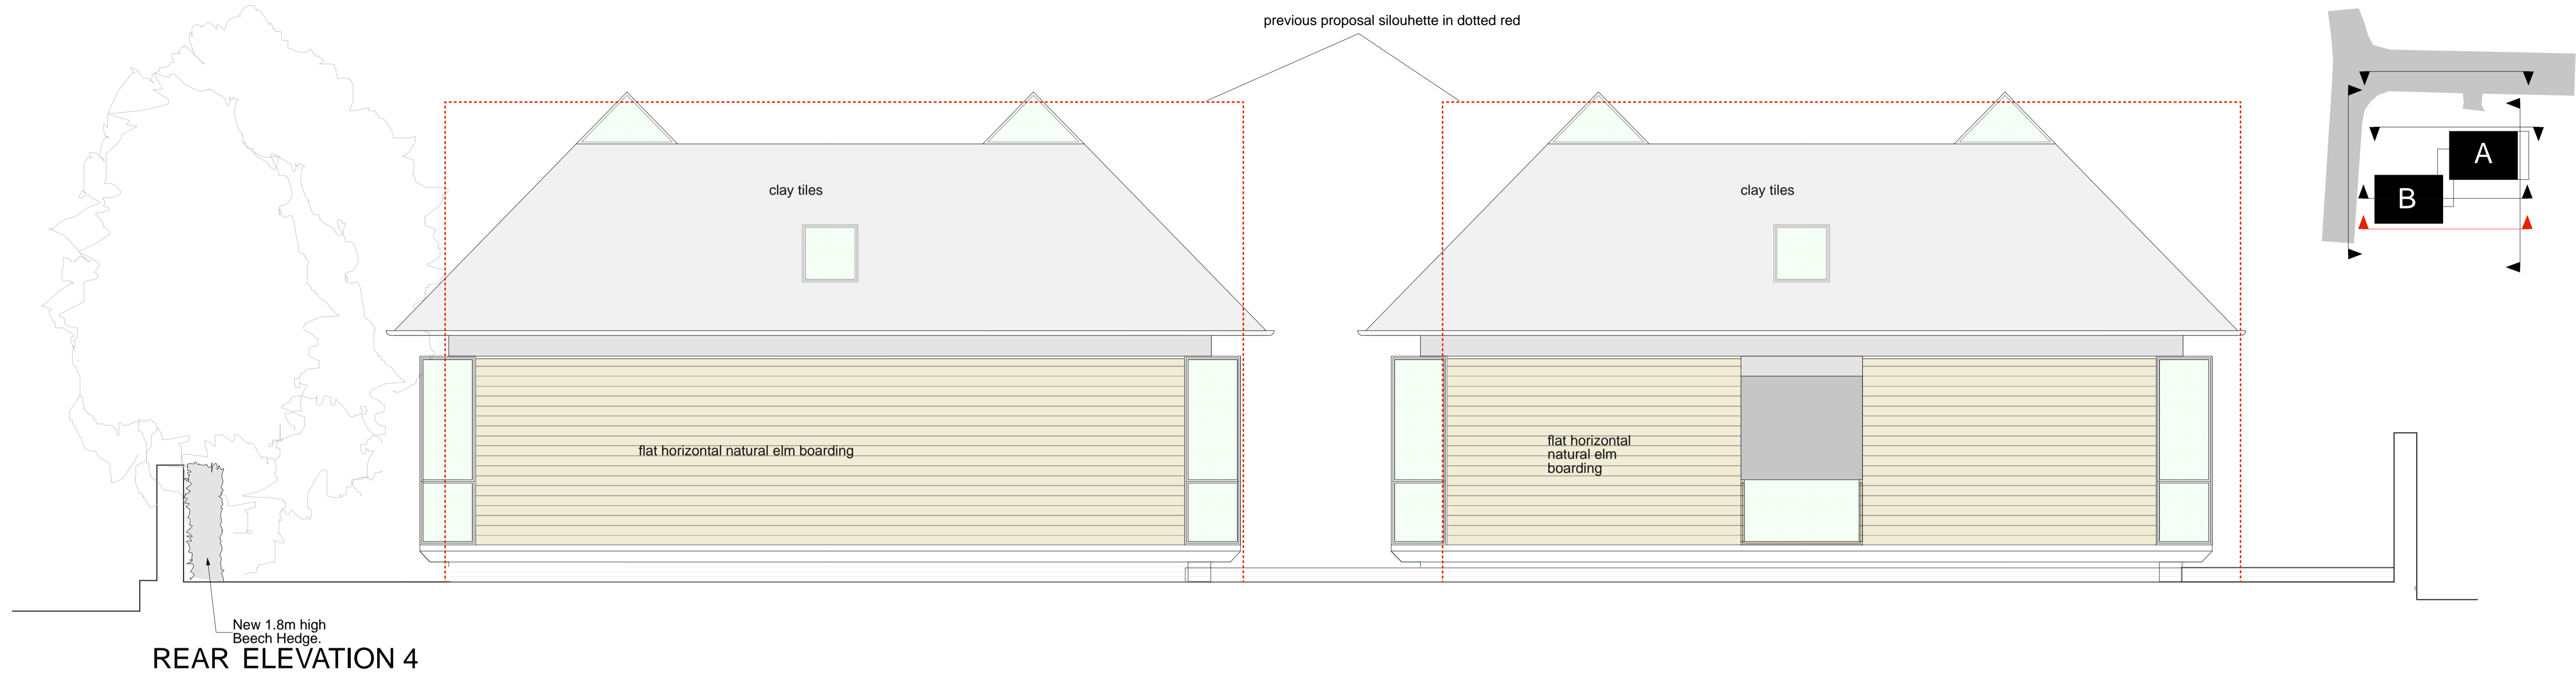 previous proposal silouhette in dotted red
A
B
clay tiles
clay tiles
flat horizontal natural elm boarding
flat horizontal
natural elm
boarding
New 1.8m high
Beech Hedge.
REAR ELEVATION 4